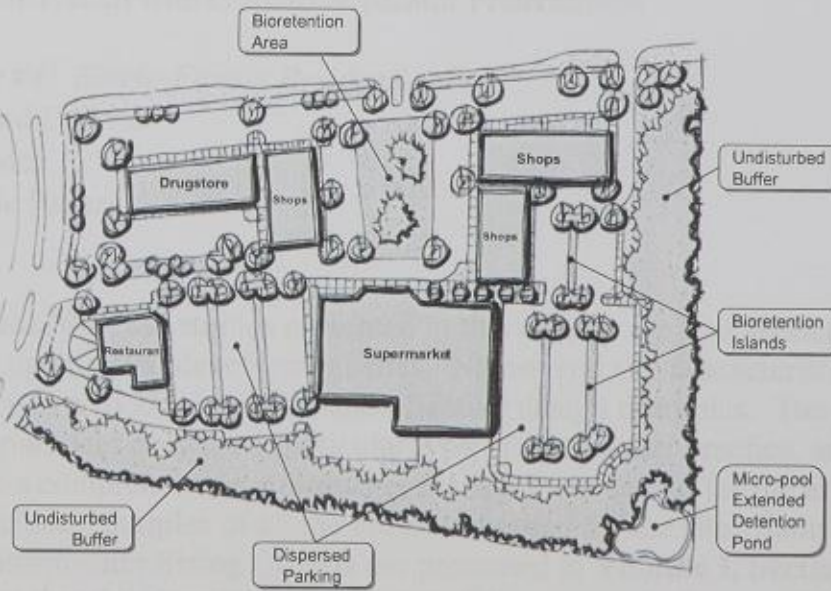 Bioretention
Area
Drugstore
Shops
Shops
Shops
Undisturbed
Buffer
Restauran
Supermarket
Bioretention
Islands
Undisturbed
Buffer
Dispersed
Parking
Micro-pool
Extended
Detention
Pond